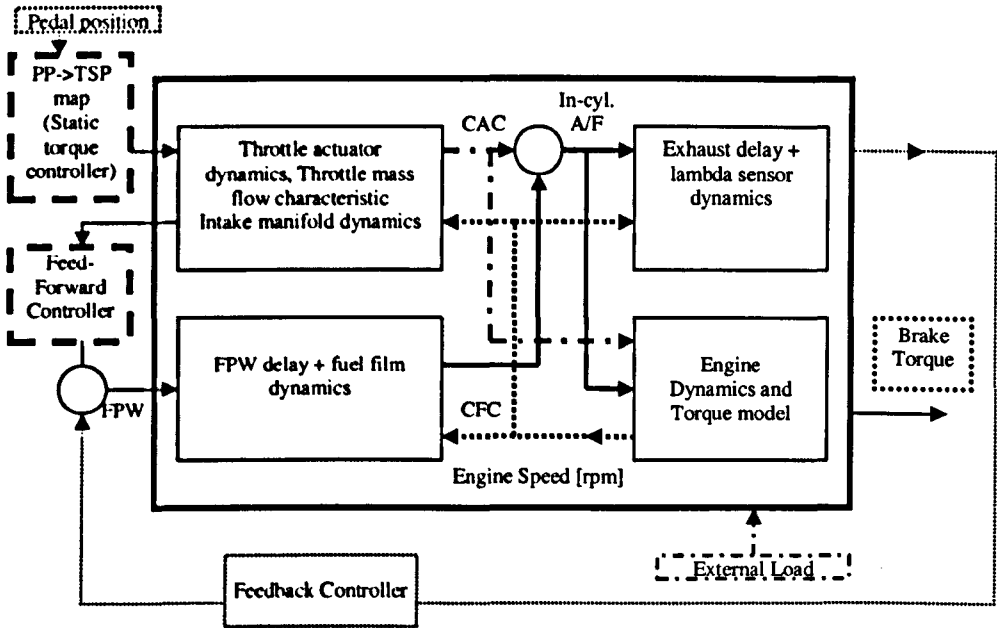 Pedal position
PP->TSP
map
(Static
torque
controller)
Throttle actuator
dynamics, Throttle mass
flow characteristic
Intake manifold dynamics
CAC
In-cyl.
A/F
Exhaust delay +
lambda sensor
dynamics
Feed-
Forward
Controller
FPW
FPW delay + fuel film
dynamics
CFC
Engine
Dynamics and
Torque model
Brake
Torque
Engine Speed [rpm]
External Load
Feedback Controller